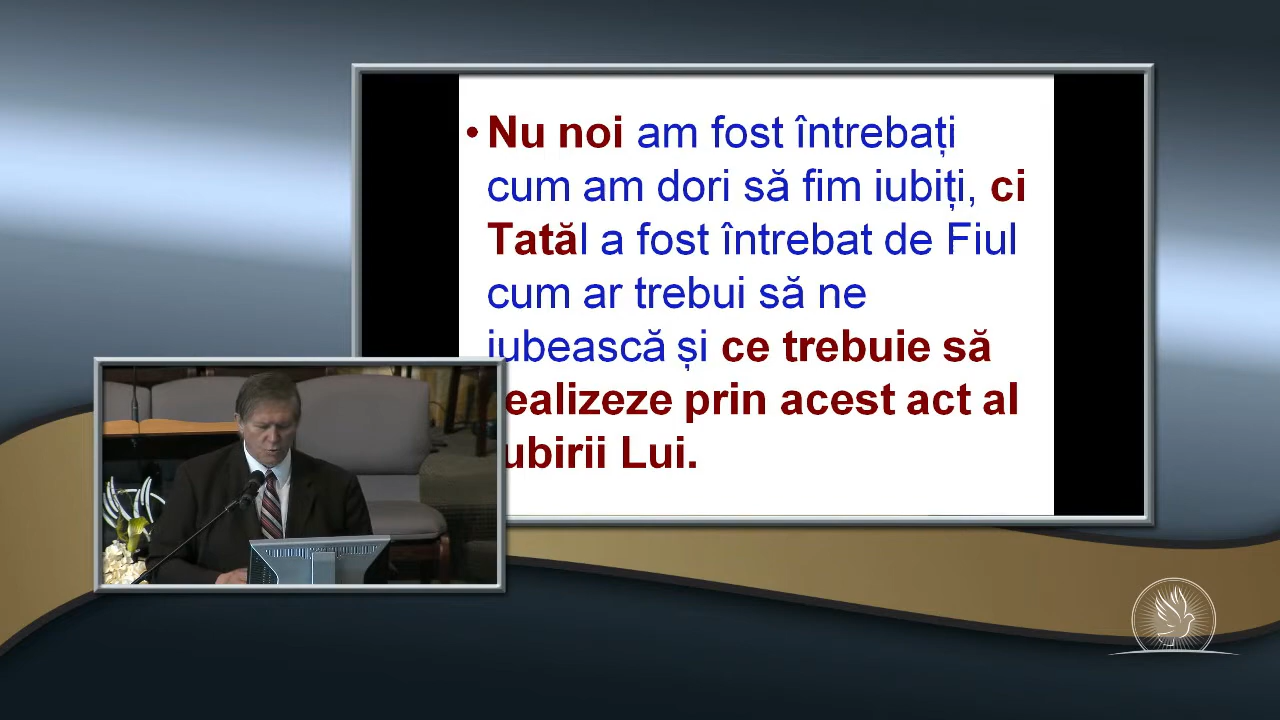 • Nu noi am fost întrebați
cum am dori să fim iubiți, ci
Tatăl a fost întrebat de Fiul
cum ar trebui să ne
iubească și ce trebuie să
ealizeze prin acest act al
ubirii Lui.